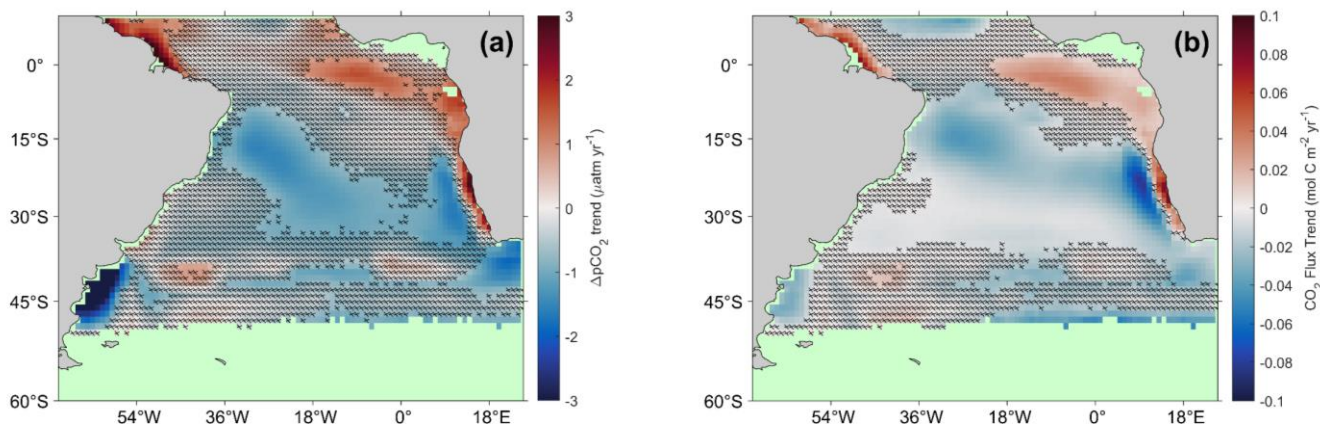 (a)
0°
15°S
30°S
45°S
60°S
54°W 36°W 18°W 0° 18°E
3
2
1
0
-1
-2
-3
ΔpCO₂ trend (μatm yr⁻¹)
(b)
0°
15°S
30°S
45°S
60°S
54°W 36°W 18°W 0° 18°E
0.1
0.08
0.06
0.04
0.02
0
-0.02
-0.04
-0.06
-0.08
-0.1
CO₂ Flux Trend (mol C m⁻² yr⁻¹)